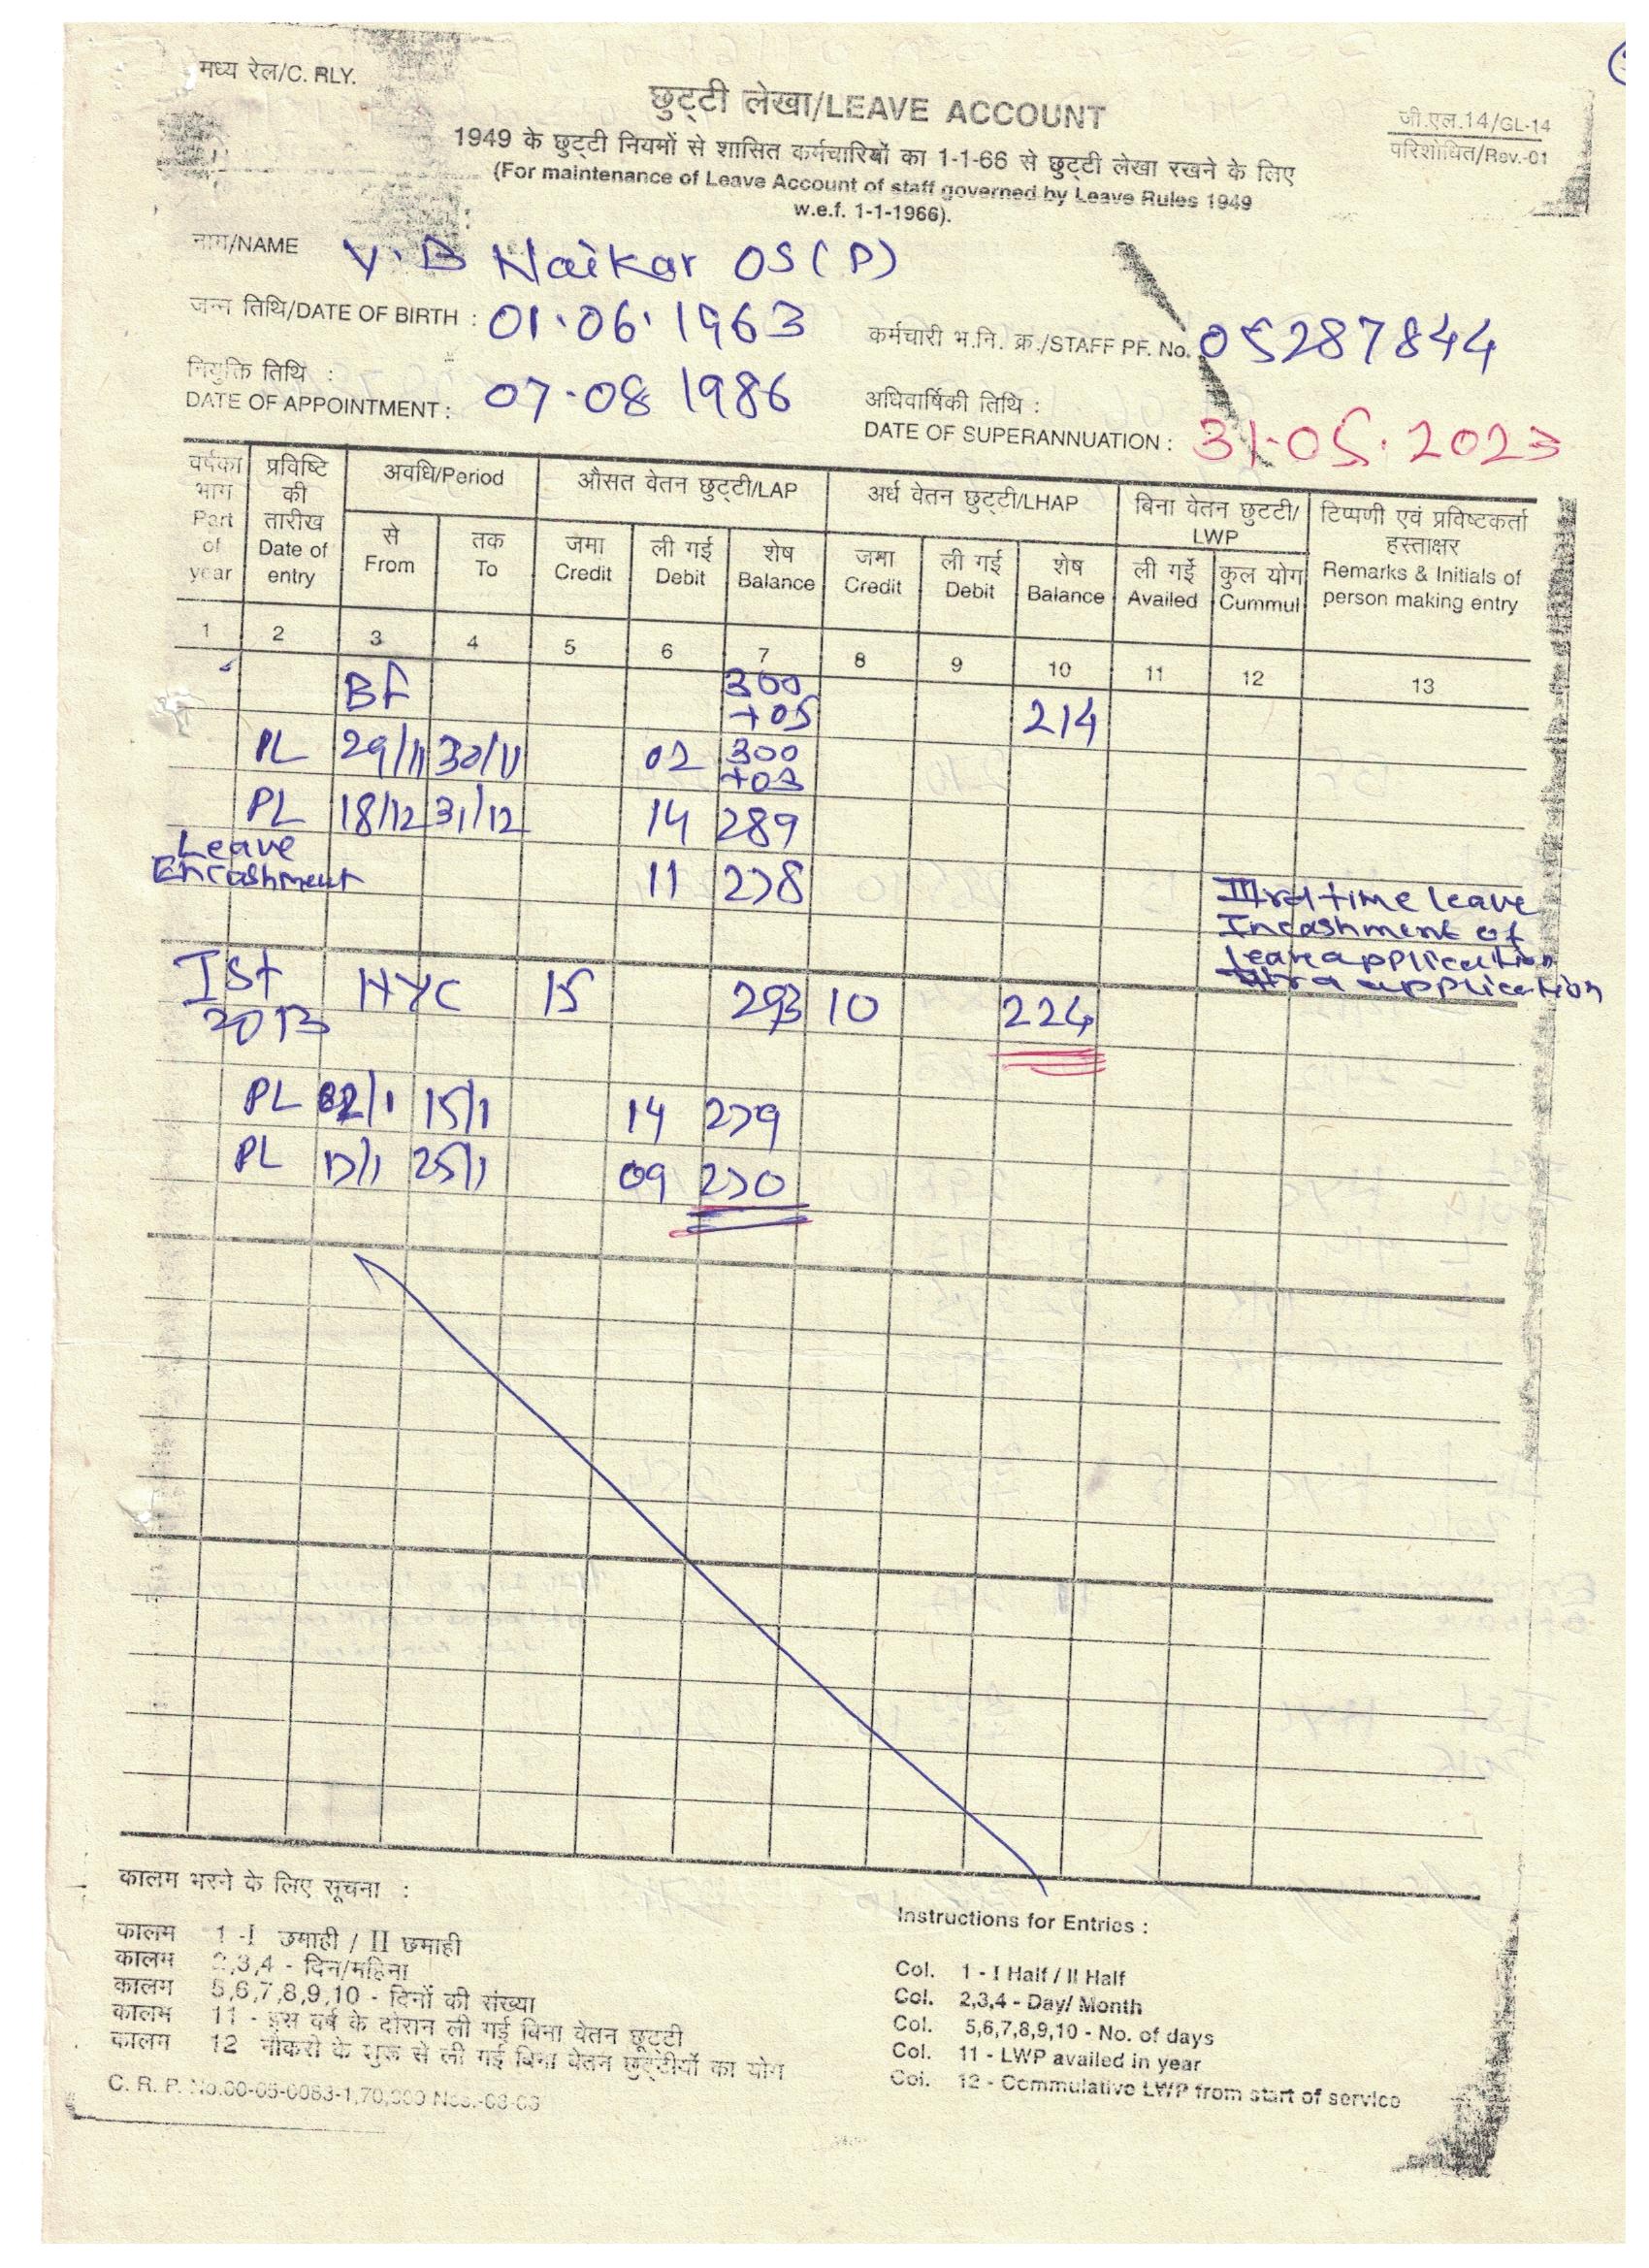 मध्य रेल/C. RLY.
छुट्टी लेखा/LEAVE ACCOUNT
जी.एल.14/GL-14
परिशोधित/Rev.-01
1949 के छुट्टी नियमों से शासित कर्मचारियों का 1-1-66 से छुट्टी लेखा रखने के लिए
(For maintenance of Leave Account of staff governed by Leave Rules 1949
w.e.f. 1-1-1966).
नाम/NAME V. B Naikar OS(P)
जन्म तिथि/DATE OF BIRTH : 01.06.1963
कर्मचारी भ.नि. क्र./STAFF PF. No. 05287844
नियुक्ति तिथि :
DATE OF APPOINTMENT : 07.08 1986
अधिवार्षिकी तिथि :
DATE OF SUPERANNUATION : 31.05.2023
वर्षका भाग Part of year
प्रविष्टि की तारीख Date of entry
अवधि/Period
औसत वेतन छुट्टी/LAP
अर्ध वेतन छुट्टी/LHAP
बिना वेतन छुटटी/ LWP
टिप्पणी एवं प्रविष्टकर्ता हस्ताक्षर Remarks & Initials of person making entry
से From
तक To
जमा Credit
ली गई Debit
शेष Balance
जमा Credit
ली गई Debit
शेष Balance
ली गई Availed
कुल योग Cummul
1 2 3 4 5 6 7 8 9 10 11 12 13
BF 300 +05 214
PL 29/11 30/11 02 300 +03
PL 18/12 31/12 14 289
Leave Encashment 11 278
IIIrd time leave
Incashment of
leave application
application
Ist 2013 HYC 15 293 10 224
PL 02/1 15/1 14 279
PL 17/1 25/1 09 270
कालम भरने के लिए सूचना :
कालम 1 -I छमाही / II छमाही
कालम 2,3,4 - दिन/महिना
कालम 5,6,7,8,9,10 - दिनों की संख्या
कालम 11 - इस वर्ष के दौरान ली गई बिना वेतन छूटटी
कालम 12 नौकरी के शुरू से ली गई बिना वेतन छुट्टीयों का योग
C. R. P. No.00-05-0083-1,70,
Instructions for Entries :
Col. 1 - I Half / II Half
Col. 2,3,4 - Day/ Month
Col. 5,6,7,8,9,10 - No. of days
Col. 11 - LWP availed in year
Col. 12 - Commulative LWP from start of service